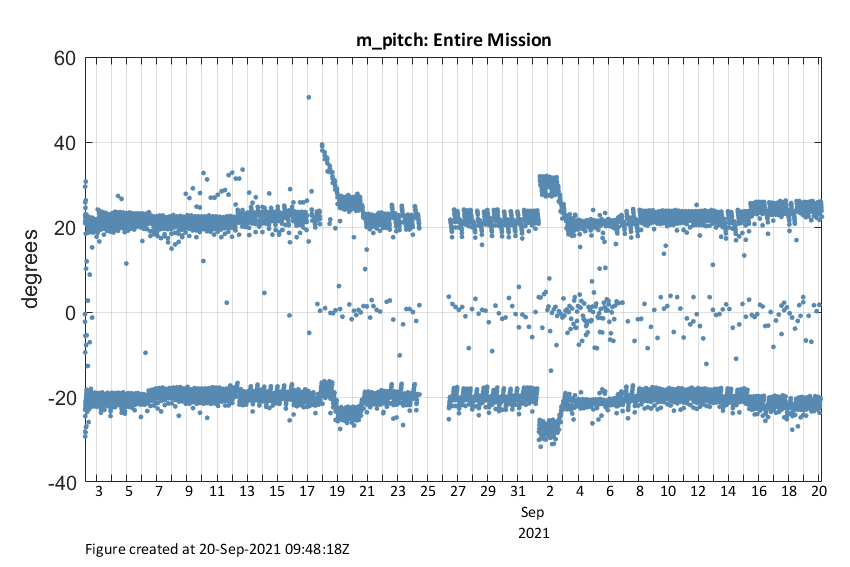 m_pitch: Entire Mission
60
40
20
0
-20
-40
degrees
3 5 7 9 11 13 15 17 19 21 23 25 27 29 31 2 4 6 8 10 12 14 16 18 20
Sep
2021
Figure created at 20-Sep-2021 09:48:18Z